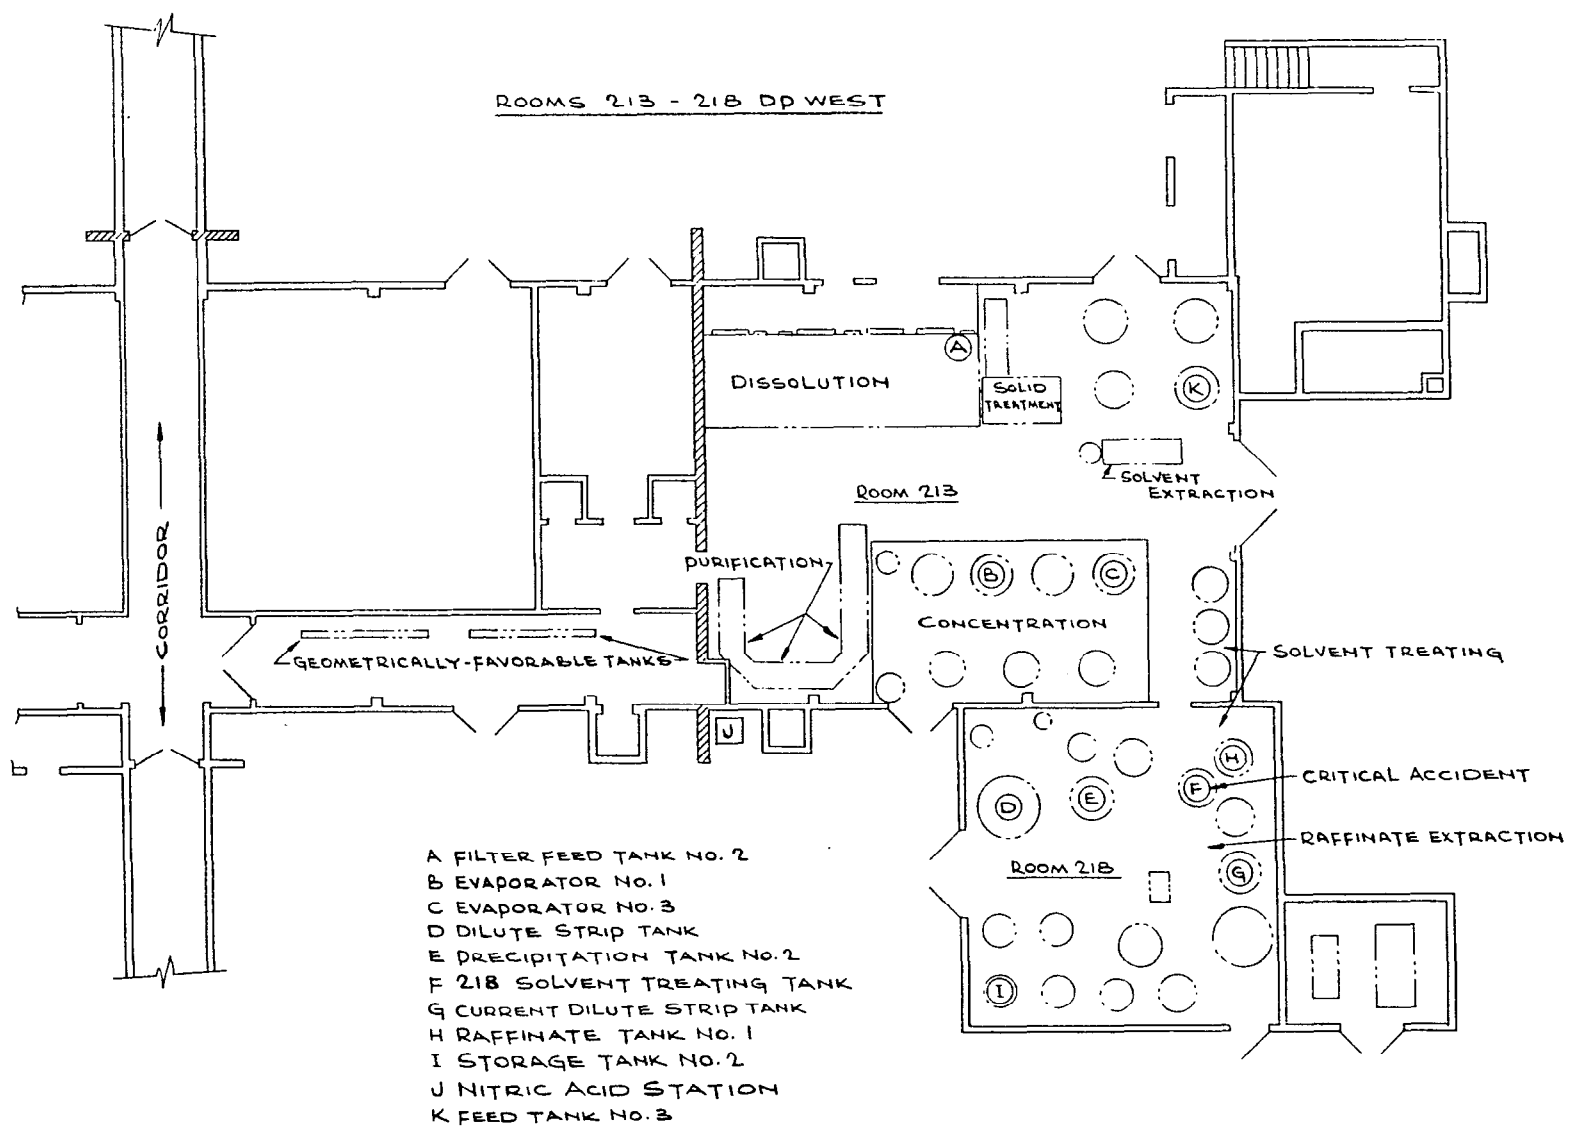 ROOMS 213 - 218 DP WEST
A
DISSOLUTION
SOLID
TREATMENT
K
SOLVENT
EXTRACTION
ROOM 213
CORRIDOR
PURIFICATION
B
C
CONCENTRATION
GEOMETRICALLY-FAVORABLE TANKS
SOLVENT TREATING
J
H
CRITICAL ACCIDENT
F
D
E
RAFFINATE EXTRACTION
ROOM 218
G
I
A FILTER FEED TANK NO. 2
B EVAPORATOR NO. 1
C EVAPORATOR NO. 3
D DILUTE STRIP TANK
E PRECIPITATION TANK NO. 2
F 218 SOLVENT TREATING TANK
G CURRENT DILUTE STRIP TANK
H RAFFINATE TANK NO. 1
I STORAGE TANK NO. 2
J NITRIC ACID STATION
K FEED TANK NO. 3